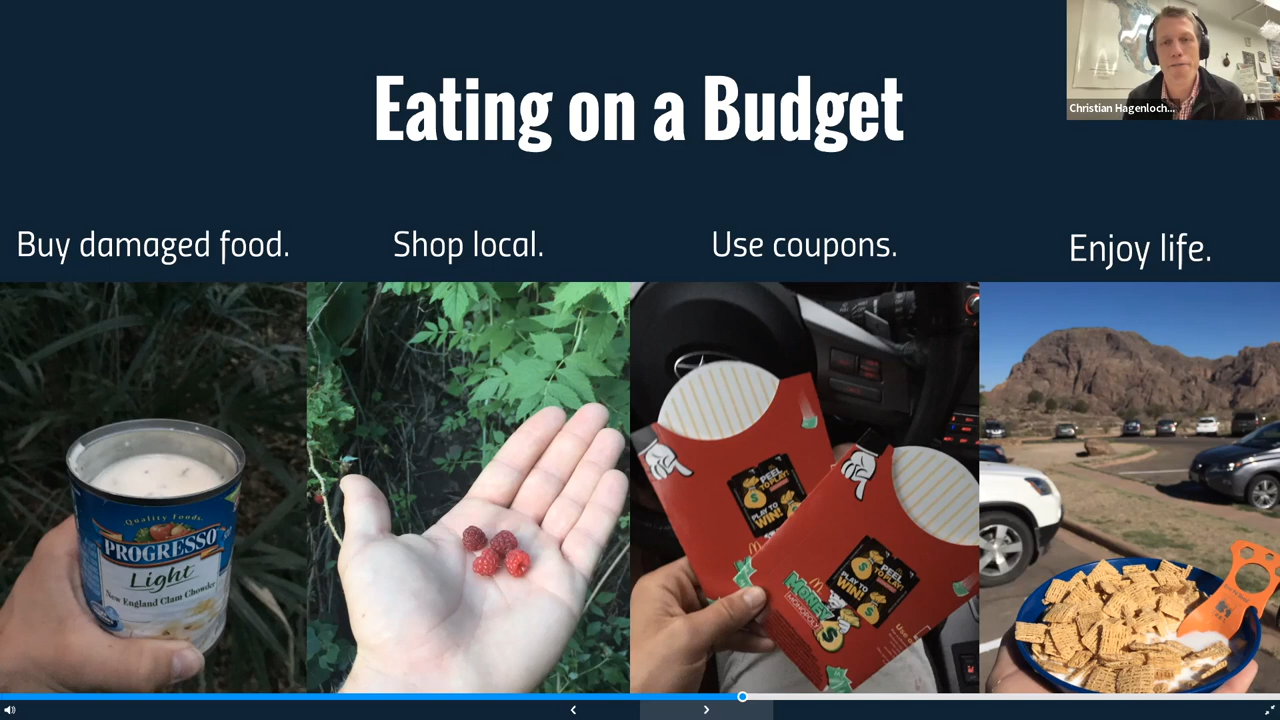 Eating on a Budget
Christian Hagenloch...
Buy damaged food.
Shop local.
Use coupons.
Enjoy life.
Quality Foods
PROGRESSO
Light
New England Clam Chowder
PEEL
TO PLAY!
PLAY TO
WIN!
PEEL
TO PLAY!
PLAY TO
WIN!
MONEY
MONOPOLY